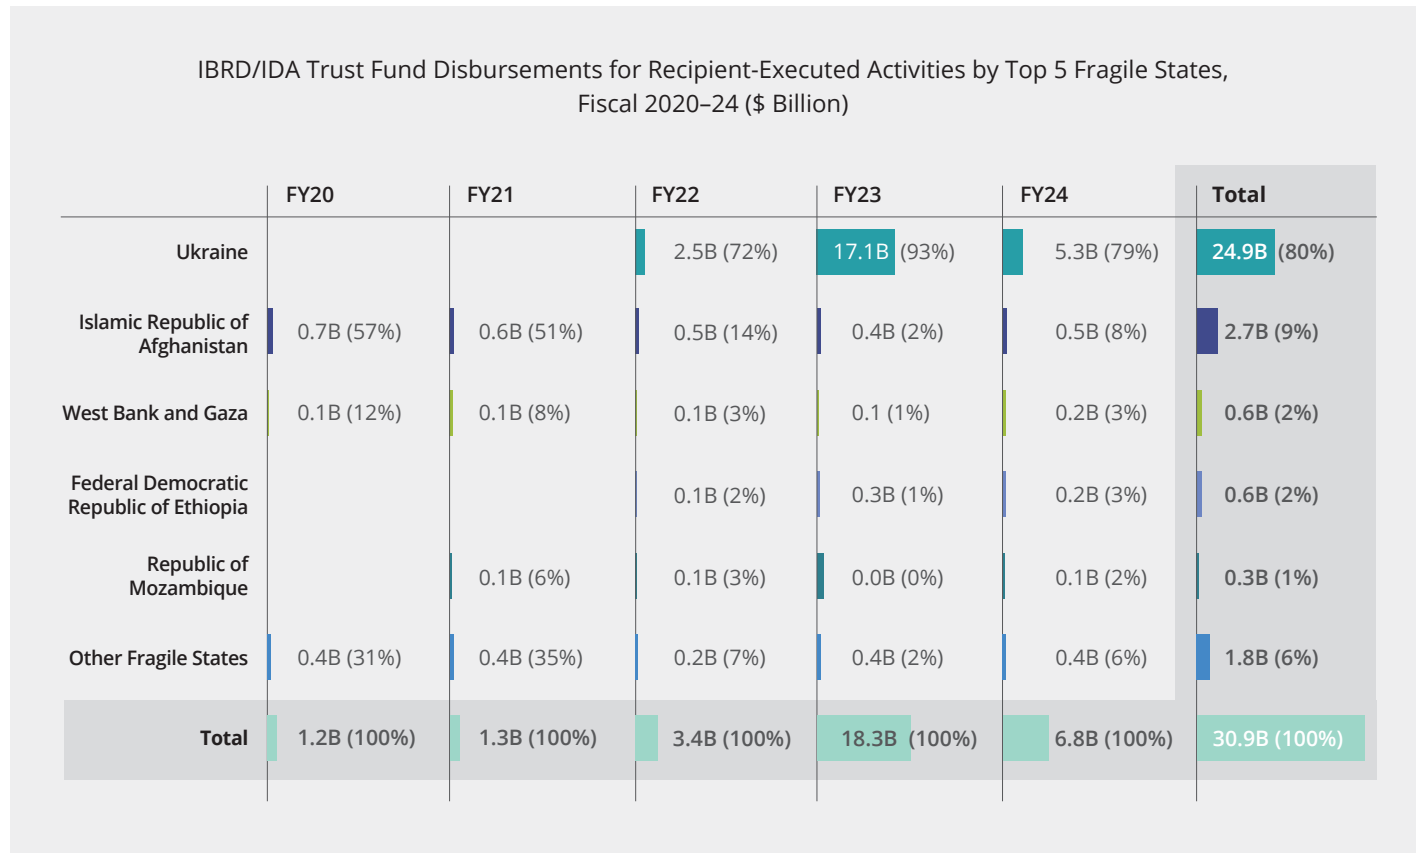 IBRD/IDA Trust Fund Disbursements for Recipient-Executed Activities by Top 5 Fragile States,
Fiscal 2020–24 ($ Billion)
FY20 FY21 FY22 FY23 FY24 Total
Ukraine 2.5B (72%) 17.1B (93%) 5.3B (79%) 24.9B (80%)
Islamic Republic of
Afghanistan 0.7B (57%) 0.6B (51%) 0.5B (14%) 0.4B (2%) 0.5B (8%) 2.7B (9%)
West Bank and Gaza 0.1B (12%) 0.1B (8%) 0.1B (3%) 0.1 (1%) 0.2B (3%) 0.6B (2%)
Federal Democratic
Republic of Ethiopia 0.1B (2%) 0.3B (1%) 0.2B (3%) 0.6B (2%)
Republic of
Mozambique 0.1B (6%) 0.1B (3%) 0.0B (0%) 0.1B (2%) 0.3B (1%)
Other Fragile States 0.4B (31%) 0.4B (35%) 0.2B (7%) 0.4B (2%) 0.4B (6%) 1.8B (6%)
Total 1.2B (100%) 1.3B (100%) 3.4B (100%) 18.3B (100%) 6.8B (100%) 30.9B (100%)